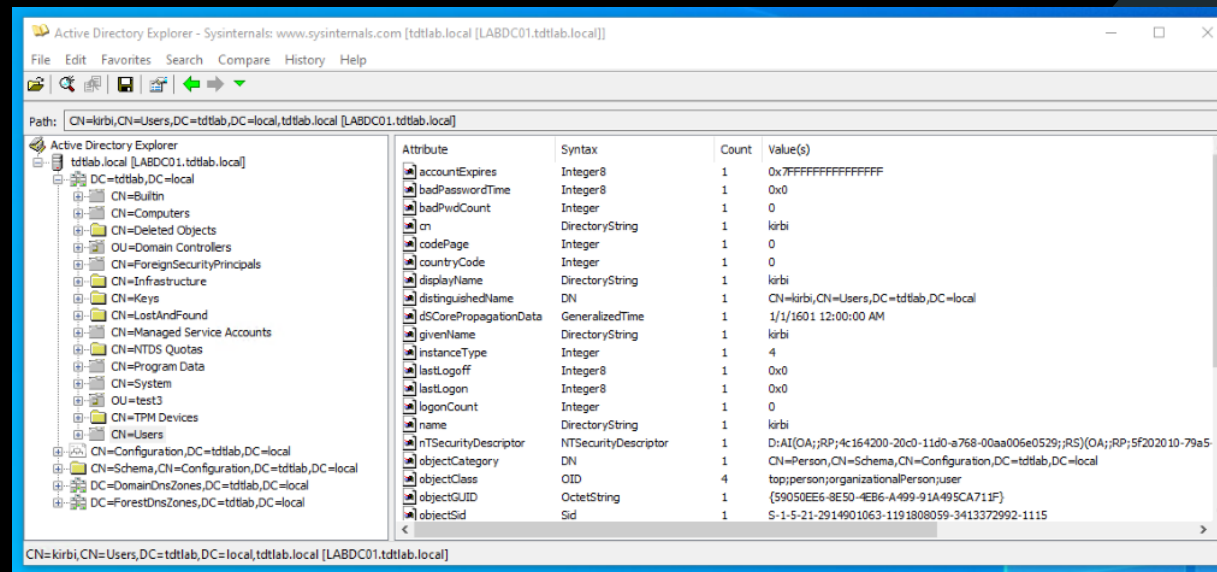 Active Directory Explorer - Sysinternals: www.sysinternals.com [tdtlab.local [LABDC01.tdtlab.local]]
File Edit Favorites Search Compare History Help
Path: CN=kirbi,CN=Users,DC=tdtlab,DC=local,tdtlab.local [LABDC01.tdtlab.local]
Active Directory Explorer
tdtlab.local [LABDC01.tdtlab.local]
DC=tdtlab,DC=local
CN=Builtin
CN=Computers
CN=Deleted Objects
OU=Domain Controllers
CN=ForeignSecurityPrincipals
CN=Infrastructure
CN=Keys
CN=LostAndFound
CN=Managed Service Accounts
CN=NTDS Quotas
CN=Program Data
CN=System
OU=test3
CN=TPM Devices
CN=Users
CN=Configuration,DC=tdtlab,DC=local
CN=Schema,CN=Configuration,DC=tdtlab,DC=local
DC=DomainDnsZones,DC=tdtlab,DC=local
DC=ForestDnsZones,DC=tdtlab,DC=local
Attribute Syntax Count Value(s)
accountExpires Integer8 1 0x7FFFFFFFFFFFFFFF
badPasswordTime Integer8 1 0x0
badPwdCount Integer 1 0
cn DirectoryString 1 kirbi
codePage Integer 1 0
countryCode Integer 1 0
displayName DirectoryString 1 kirbi
distinguishedName DN 1 CN=kirbi,CN=Users,DC=tdtlab,DC=local
dSCorePropagationData GeneralizedTime 1 1/1/1601 12:00:00 AM
givenName DirectoryString 1 kirbi
instanceType Integer 1 4
lastLogoff Integer8 1 0x0
lastLogon Integer8 1 0x0
logonCount Integer 1 0
name DirectoryString 1 kirbi
nTSecurityDescriptor NTSecurityDescriptor 1 D:AI(OA;;RP;4c164200-20c0-11d0-a768-00aa006e0529;;RS)(OA;;RP;5f202010-79a5-
objectCategory DN 1 CN=Person,CN=Schema,CN=Configuration,DC=tdtlab,DC=local
objectClass OID 4 top;person;organizationalPerson;user
objectGUID OctetString 1 {59050EE6-8E50-4EB6-A499-91A495CA711F}
objectSid Sid 1 S-1-5-21-2914901063-1191808059-3413372992-1115
CN=kirbi,CN=Users,DC=tdtlab,DC=local,tdtlab.local [LABDC01.tdtlab.local]